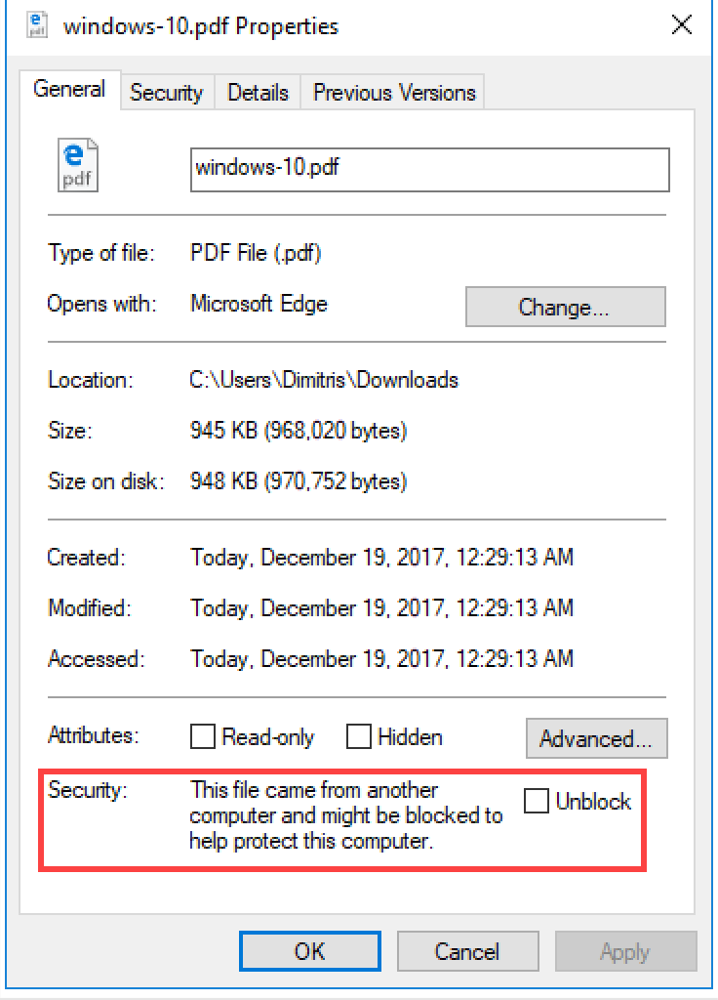 windows-10.pdf Properties
General Security Details Previous Versions
pdf
windows-10.pdf
Type of file: PDF File (.pdf)
Opens with: Microsoft Edge Change...
Location: C:\Users\Dimitris\Downloads
Size: 945 KB (968,020 bytes)
Size on disk: 948 KB (970,752 bytes)
Created: Today, December 19, 2017, 12:29:13 AM
Modified: Today, December 19, 2017, 12:29:13 AM
Accessed: Today, December 19, 2017, 12:29:13 AM
Attributes: Read-only Hidden Advanced...
Security: This file came from another
computer and might be blocked to
help protect this computer.
Unblock
OK Cancel Apply